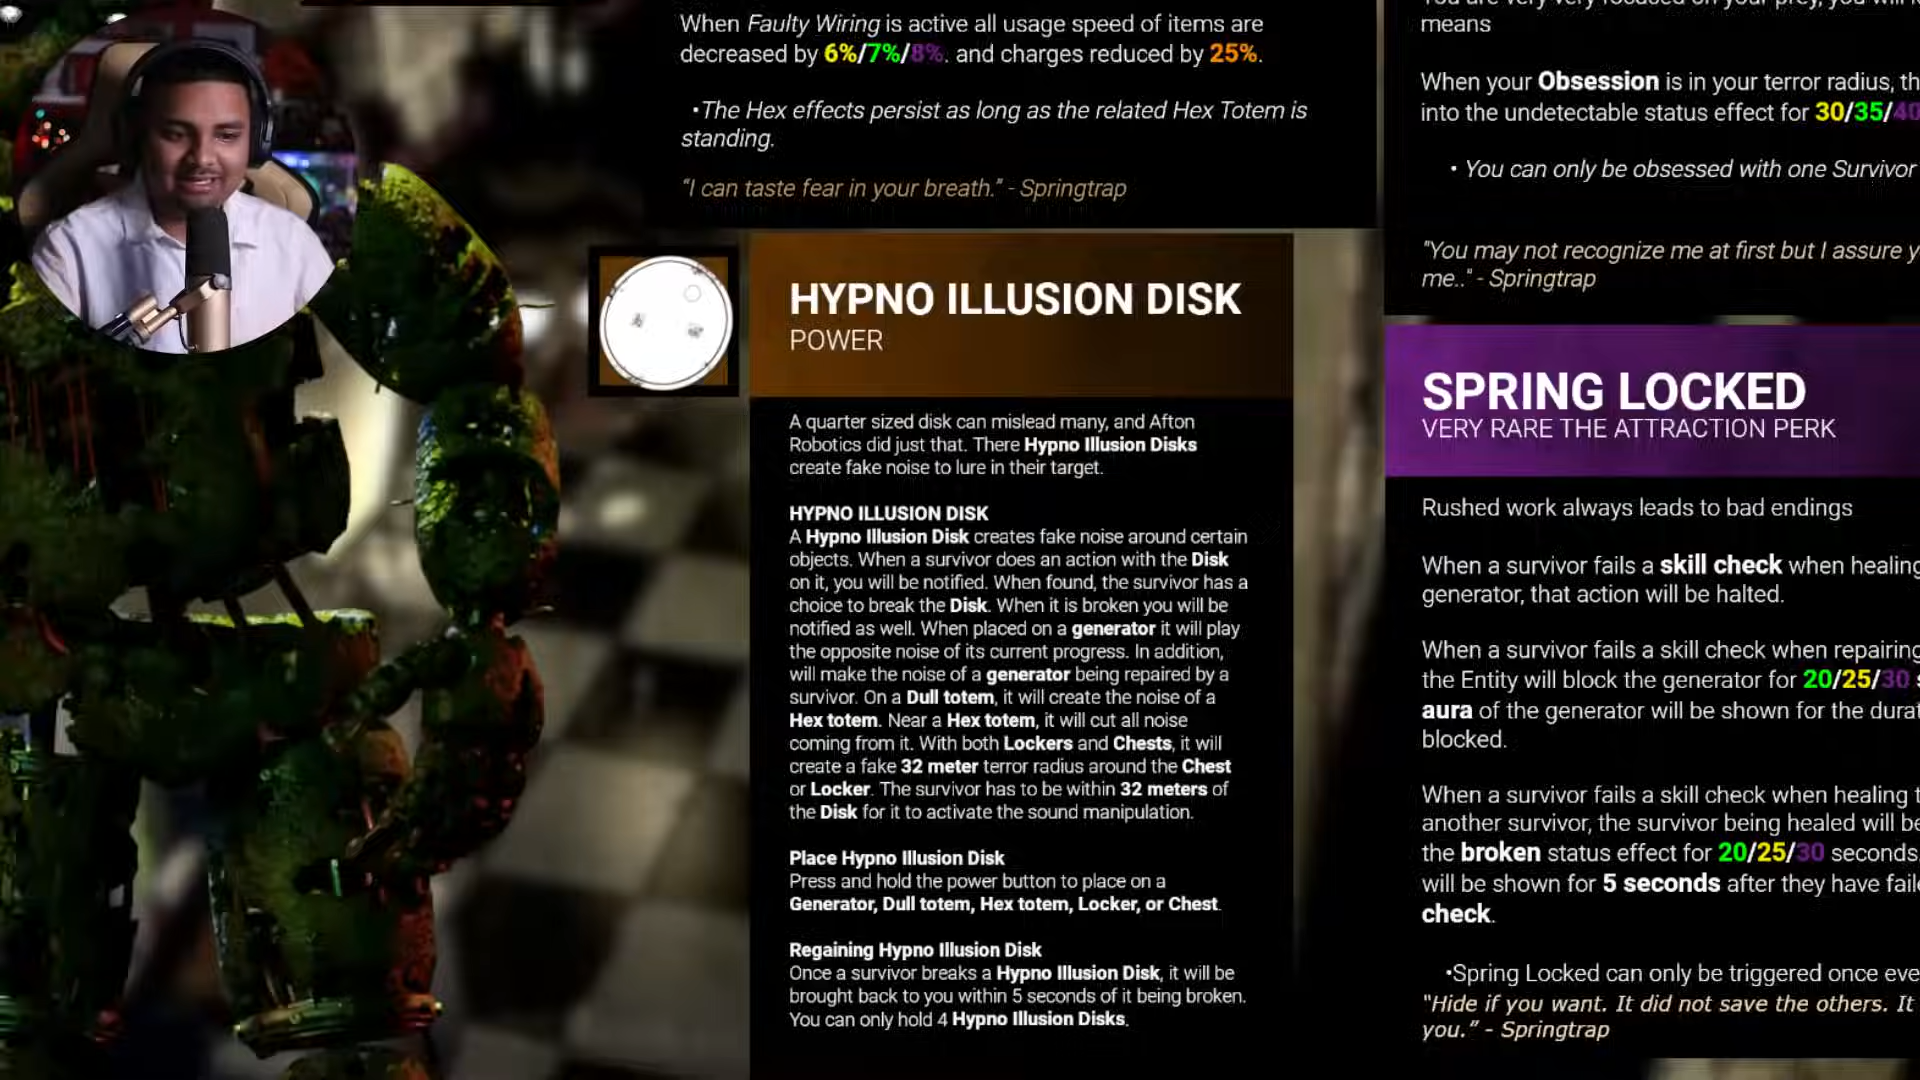 When Faulty Wiring is active all usage speed of items are
decreased by 6%/7%/8%. and charges reduced by 25%.
•The Hex effects persist as long as the related Hex Totem is
standing.
“I can taste fear in your breath.” - Springtrap
HYPNO ILLUSION DISK
POWER
A quarter sized disk can mislead many, and Afton
Robotics did just that. There Hypno Illusion Disks
create fake noise to lure in their target.
HYPNO ILLUSION DISK
A Hypno Illusion Disk creates fake noise around certain
objects. When a survivor does an action with the Disk
on it, you will be notified. When found, the survivor has a
choice to break the Disk. When it is broken you will be
notified as well. When placed on a generator it will play
the opposite noise of its current progress. In addition,
will make the noise of a generator being repaired by a
survivor. On a Dull totem, it will create the noise of a
Hex totem. Near a Hex totem, it will cut all noise
coming from it. With both Lockers and Chests, it will
create a fake 32 meter terror radius around the Chest
or Locker. The survivor has to be within 32 meters of
the Disk for it to activate the sound manipulation.
Place Hypno Illusion Disk
Press and hold the power button to place on a
Generator, Dull totem, Hex totem, Locker, or Chest.
Regaining Hypno Illusion Disk
Once a survivor breaks a Hypno Illusion Disk, it will be
brought back to you within 5 seconds of it being broken.
You can only hold 4 Hypno Illusion Disks.
means
When your Obsession is in your terror radius, th
into the undetectable status effect for 30/35/40
• You can only be obsessed with one Survivor
"You may not recognize me at first but I assure y
me.." - Springtrap
SPRING LOCKED
VERY RARE THE ATTRACTION PERK
Rushed work always leads to bad endings
When a survivor fails a skill check when healing
generator, that action will be halted.
When a survivor fails a skill check when repairing
the Entity will block the generator for 20/25/30 s
aura of the generator will be shown for the durat
blocked.
When a survivor fails a skill check when healing t
another survivor, the survivor being healed will be
the broken status effect for 20/25/30 seconds.
will be shown for 5 seconds after they have faile
check.
•Spring Locked can only be triggered once eve
"Hide if you want. It did not save the others. It
you.” - Springtrap